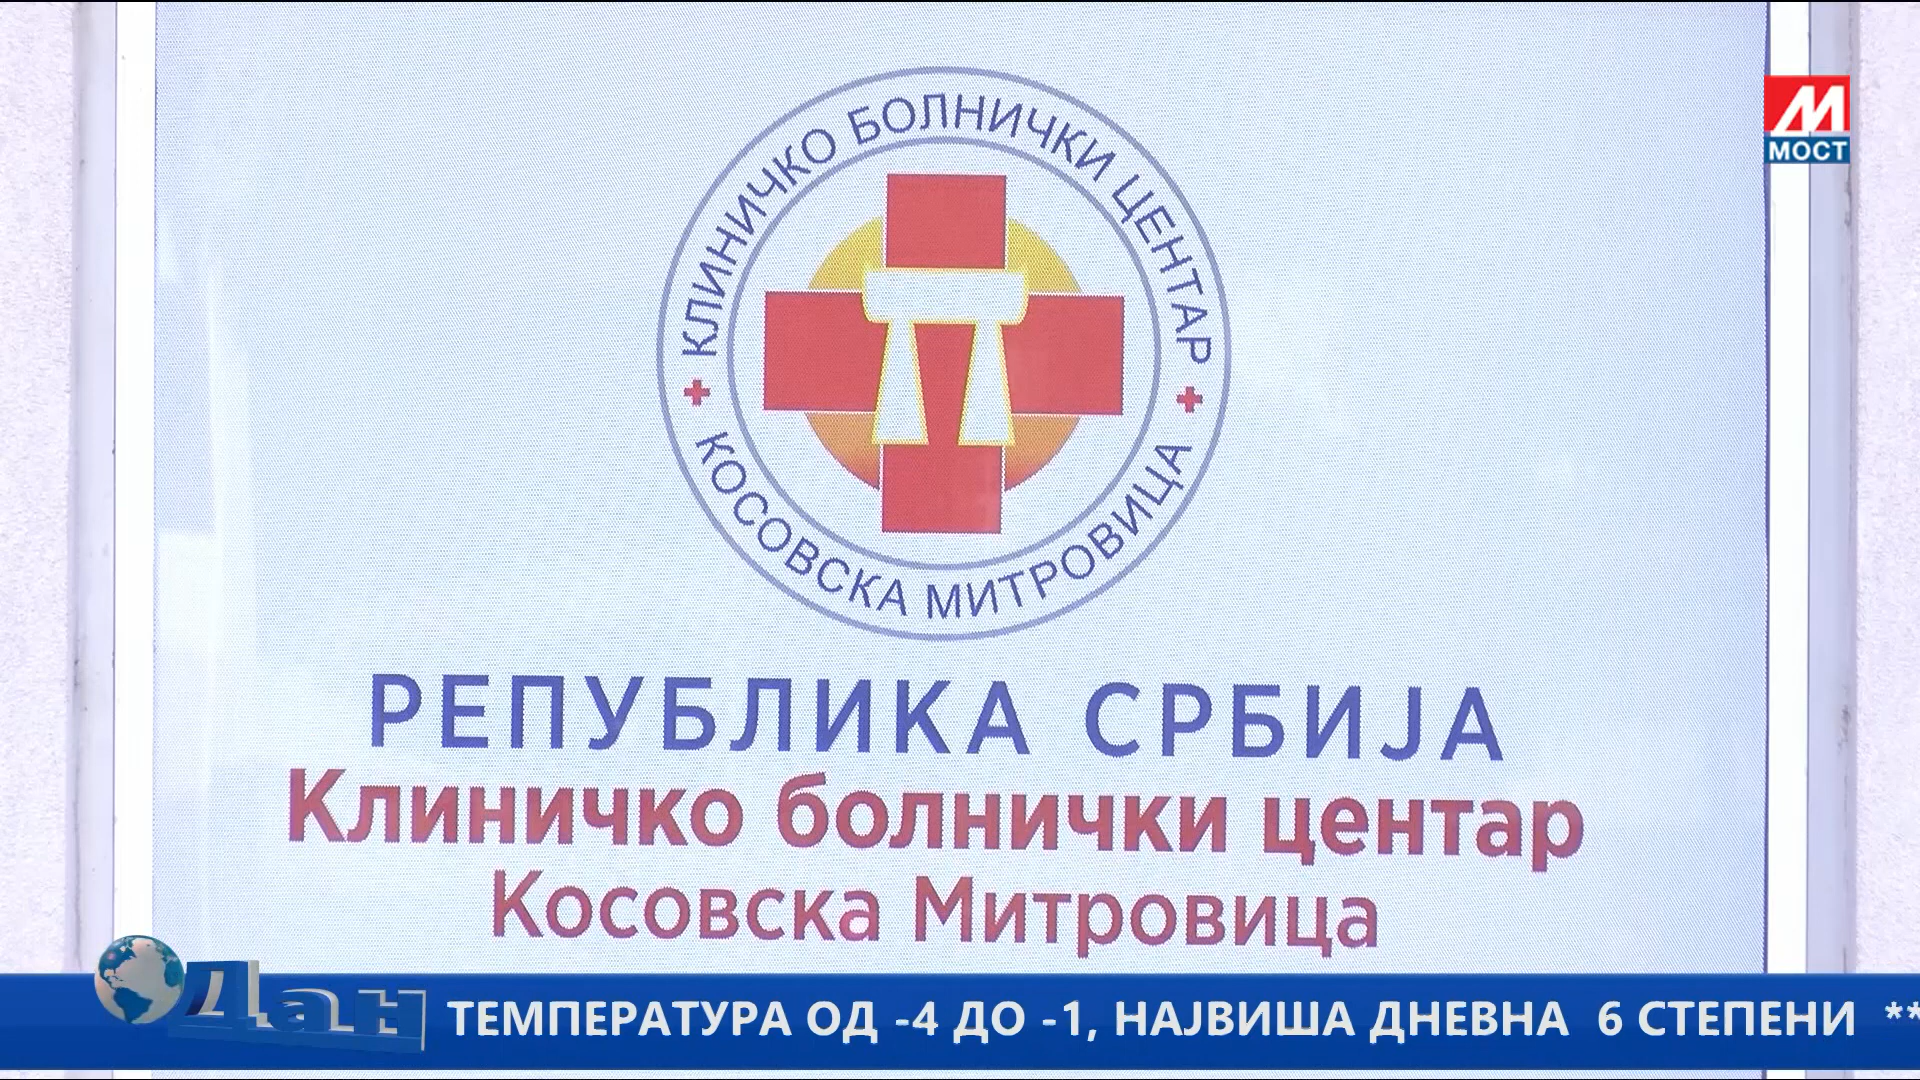 КЛИНИЧКО БОЛНИЧКИ ЦЕНТАР
КОСОВСКА МИТРОВИЦА
М
МОСТ
РЕПУБЛИКА СРБИЈА
Клиничко болнички центар
Косовска Митровица
Дан
ТЕМПЕРАТУРА ОД -4 ДО -1, НАЈВИША ДНЕВНА 6 СТЕПЕНИ **